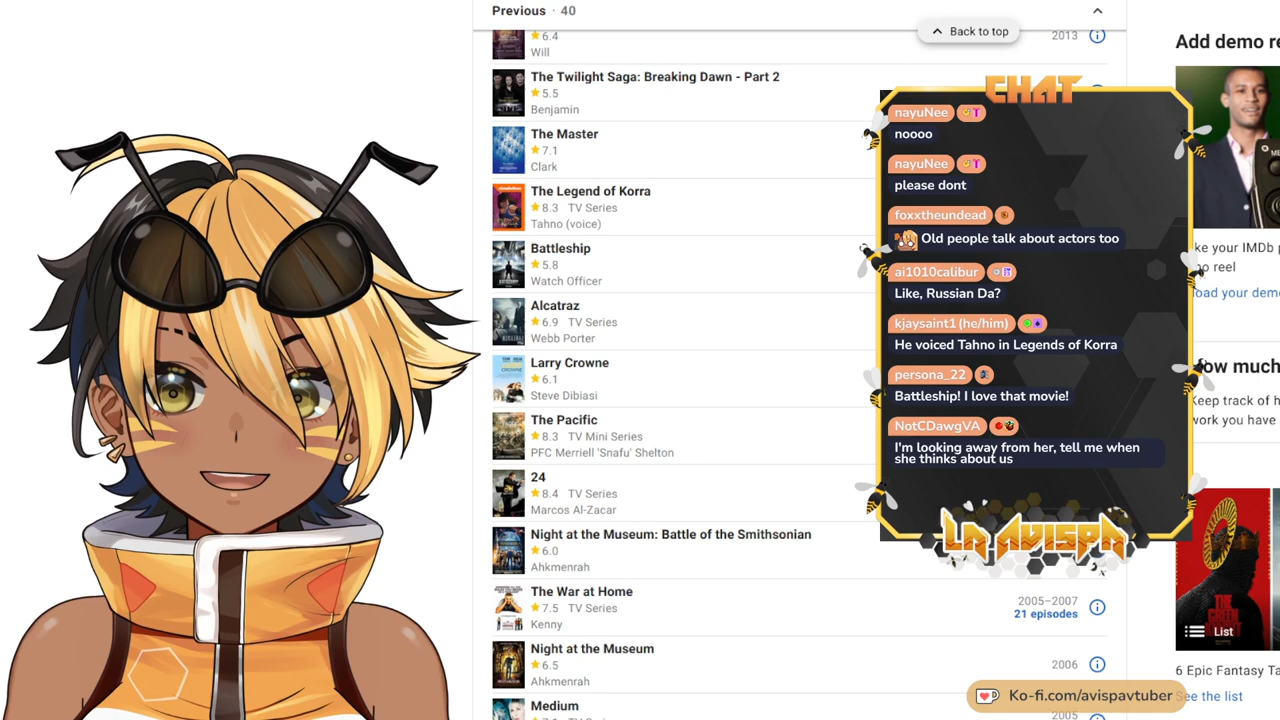 Previous · 40
Back to top
6.4
2013
Will
The Twilight Saga: Breaking Dawn - Part 2
5.5
Benjamin
The Master
7.1
Clark
The Legend of Korra
8.3 TV Series
Tahno (voice)
Battleship
5.8
Watch Officer
Alcatraz
6.9 TV Series
Webb Porter
Larry Crowne
6.1
Steve Dibiasi
The Pacific
8.3 TV Mini Series
PFC Merriell 'Snafu' Shelton
24
8.4 TV Series
Marcos Al-Zacar
Night at the Museum: Battle of the Smithsonian
6.0
Ahkmenrah
The War at Home
7.5 TV Series
Kenny
2005–2007
21 episodes
Night at the Museum
6.5
Ahkmenrah
2006
Medium
2005
CHAT
nayuNee
noooo
nayuNee
please dont
foxxtheundead
Old people talk about actors too
ai1010calibur
Like, Russian Da?
kjaysaint1 (he/him)
He voiced Tahno in Legends of Korra
persona_22
Battleship! I love that movie!
NotCDawgVA
I'm looking away from her, tell me when
she thinks about us
LA AVISPA
Add demo re
ke your IMDb p
o reel
load your demo
ow much
Keep track of h
work you have
List
6 Epic Fantasy Ta
See the list
Ko-fi.com/avispavtuber